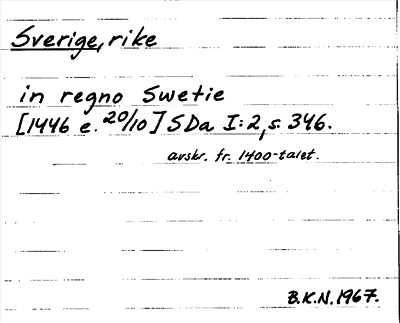 Sverige, rike
in regno Swetie
[1446 e. 20/10] SDa I:2, s. 346.
avskr. fr. 1400-talet.
B.K.N. 1967.